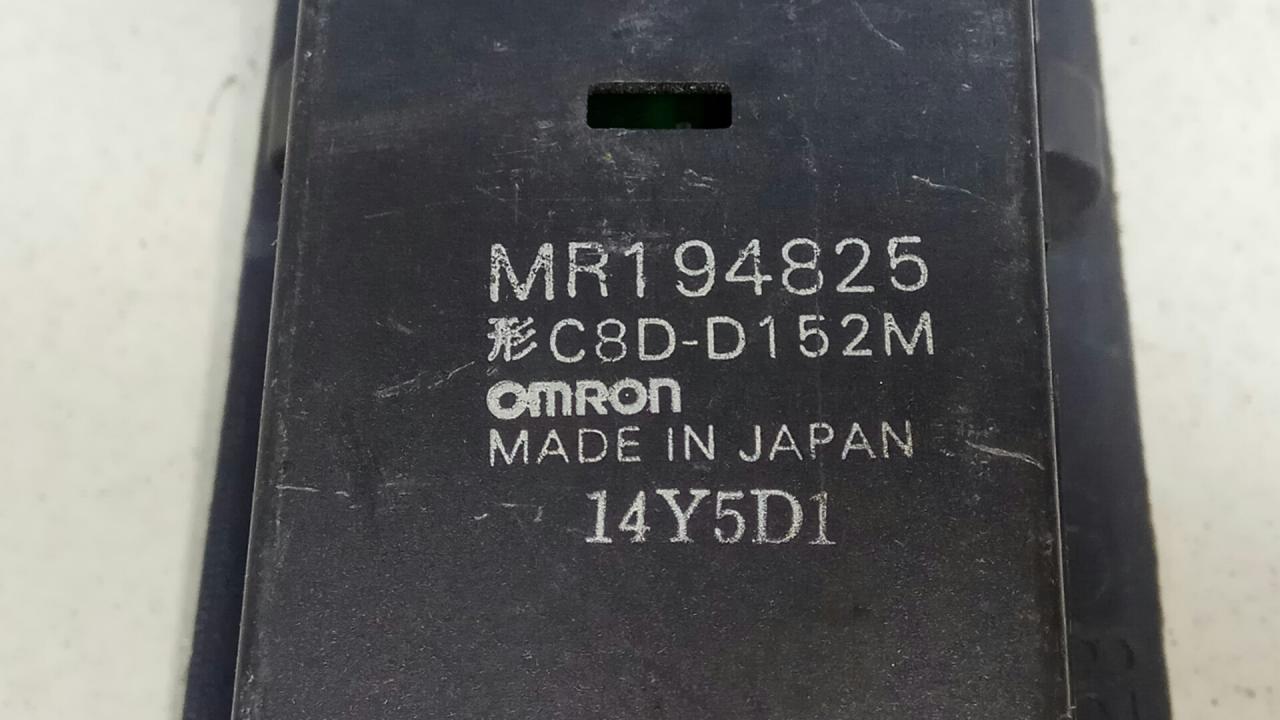 MR194825
形C8D-D152M
omron
MADE IN JAPAN
14Y5D1